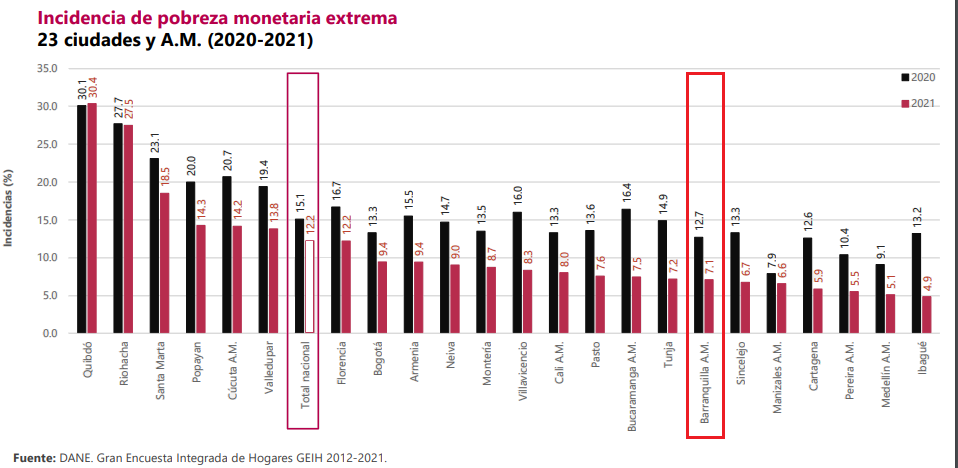 Incidencia de pobreza monetaria extrema
23 ciudades y A.M. (2020-2021)
35.0
30.0
25.0
20.0
15.0
10.0
5.0
0.0
Incidencias (%)
2020
2021
30.1 30.4
27.7 27.5
23.1 18.5
20.0 14.3
20.7 14.2
19.4 13.8
15.1 12.2
16.7 12.2
13.3 9.4
15.5 9.4
14.7 9.0
13.5 8.7
16.0 8.3
13.3 8.0
13.6 7.6
16.4 7.5
14.9 7.2
12.7 7.1
13.3 6.7
7.9 6.6
12.6 5.9
10.4 5.5
9.1 5.1
13.2 4.9
Quibdó
Riohacha
Santa Marta
Popayan
Cúcuta A.M.
Valledupar
Total nacional
Florencia
Bogotá
Armenia
Neiva
Montería
Villavicencio
Cali A.M.
Pasto
Bucaramanga A.M.
Tunja
Barranquilla A.M.
Sincelejo
Manizales A.M.
Cartagena
Pereira A.M.
Medellín A.M.
Ibagué
Fuente: DANE. Gran Encuesta Integrada de Hogares GEIH 2012-2021.